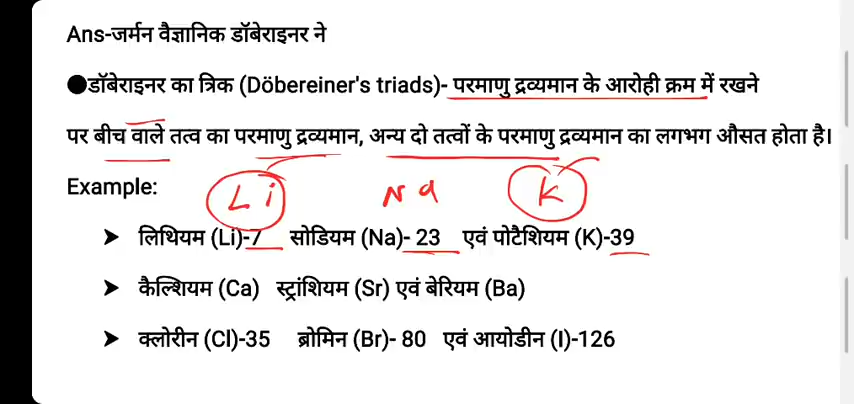 Ans-जर्मन वैज्ञानिक डॉबेराइनर ने
●डॉबेराइनर का त्रिक (Döbereiner's triads)- परमाणु द्रव्यमान के आरोही क्रम में रखने
पर बीच वाले तत्व का परमाणु द्रव्यमान, अन्य दो तत्वों के परमाणु द्रव्यमान का लगभग औसत होता है।
Example:
Li Na K
➤ लिथियम (Li)-7 सोडियम (Na)- 23 एवं पोटैशियम (K)-39
➤ कैल्शियम (Ca) स्ट्रांशियम (Sr) एवं बेरियम (Ba)
➤ क्लोरीन (Cl)-35 ब्रोमिन (Br)- 80 एवं आयोडीन (I)-126